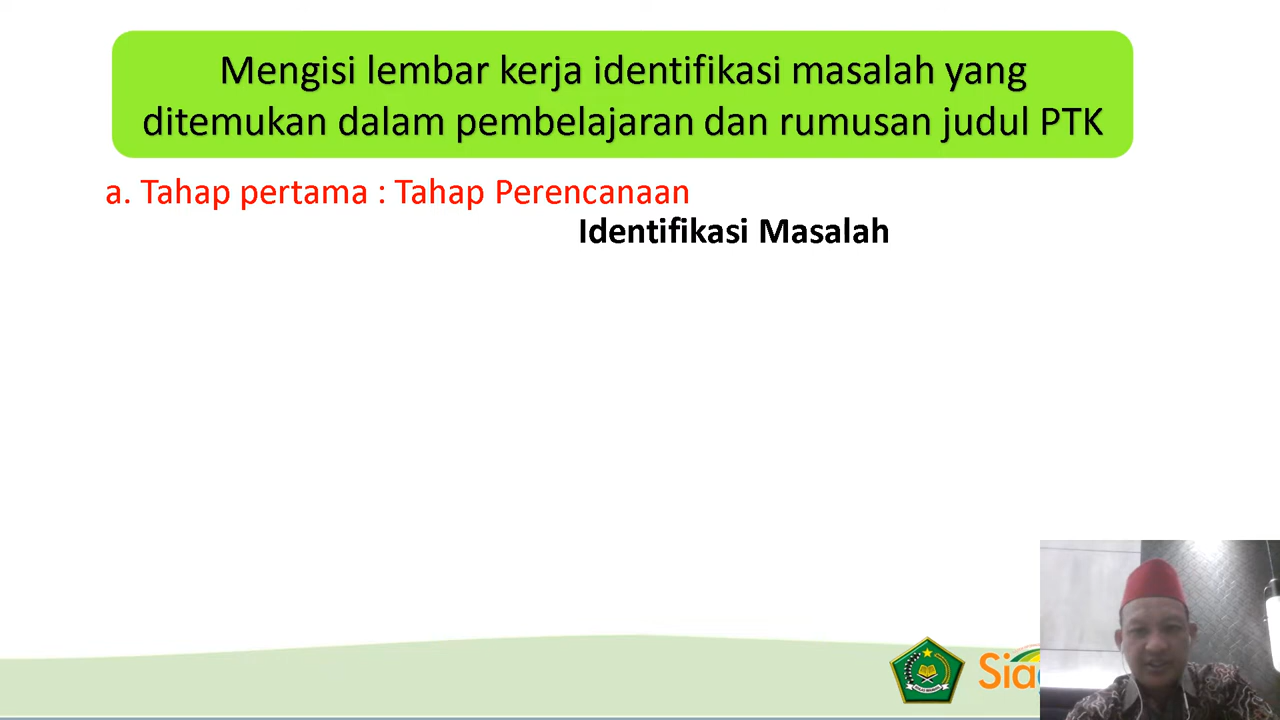 Mengisi lembar kerja identifikasi masalah yang
ditemukan dalam pembelajaran dan rumusan judul PTK
a. Tahap pertama : Tahap Perencanaan
Identifikasi Masalah